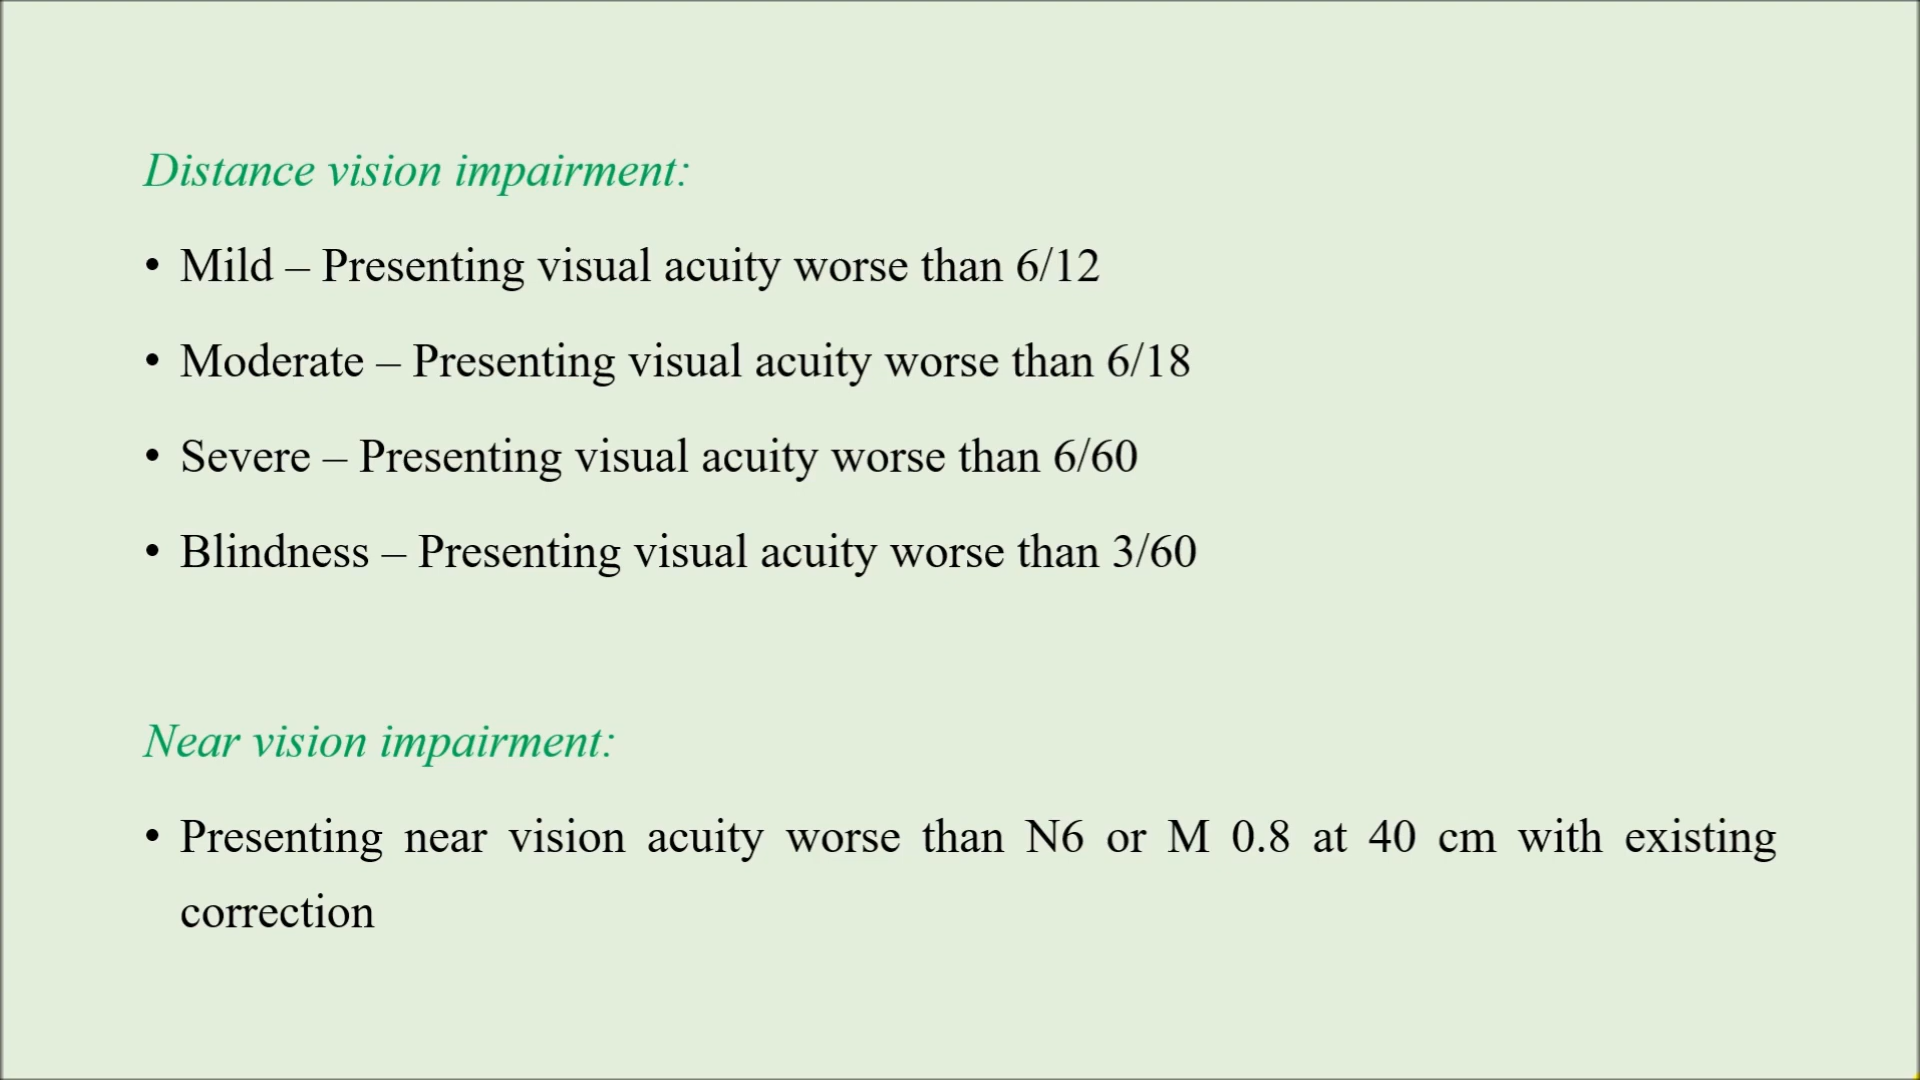 Distance vision impairment:
• Mild – Presenting visual acuity worse than 6/12
• Moderate – Presenting visual acuity worse than 6/18
• Severe – Presenting visual acuity worse than 6/60
• Blindness – Presenting visual acuity worse than 3/60
Near vision impairment:
• Presenting near vision acuity worse than N6 or M 0.8 at 40 cm with existing
correction